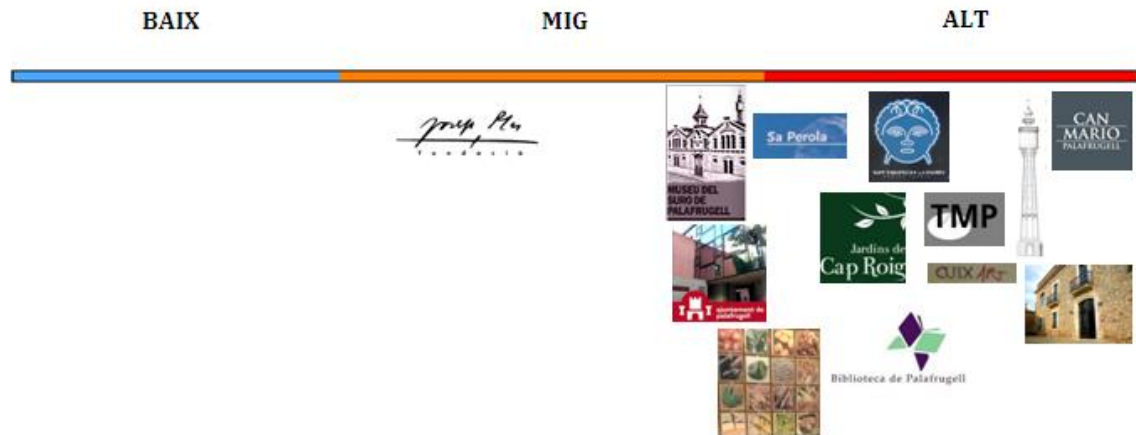 BAIX
MIG
ALT
Josep Pla
fundació
MUSEU DEL
SURO DE
PALAFRUGELL
Sa Perola
CAN
MARIO
PALAFRUGELL
Jardins de
Cap Roig
TMP
CUIXART
ajuntament de
palafrugell
Biblioteca de Palafrugell